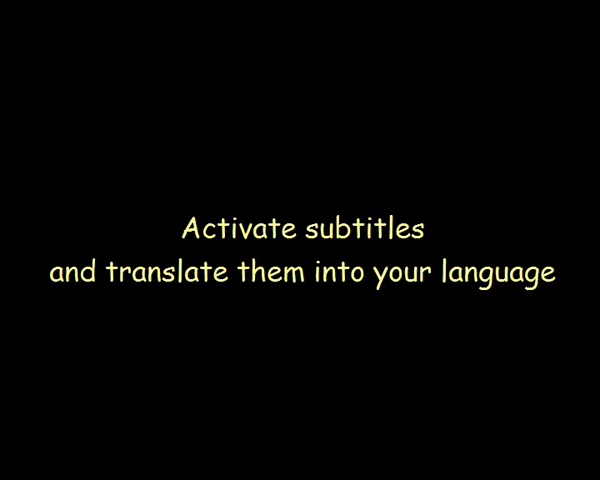 Activate subtitles
and translate them into your language